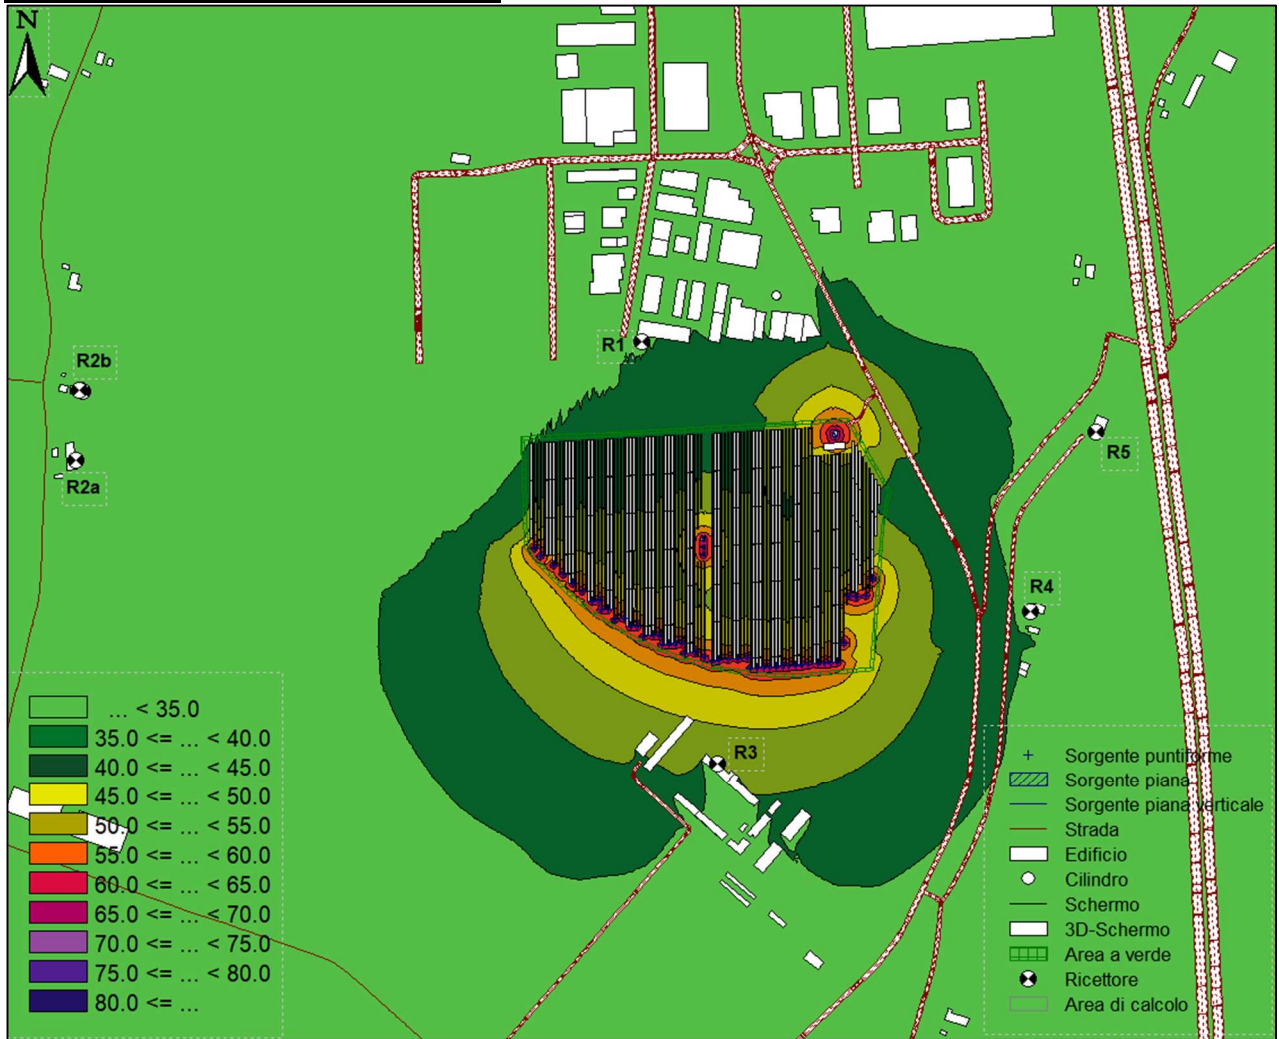 N
R1
R2b
R2a
R5
R4
R3
... < 35.0
35.0 <= ... < 40.0
40.0 <= ... < 45.0
45.0 <= ... < 50.0
50.0 <= ... < 55.0
55.0 <= ... < 60.0
60.0 <= ... < 65.0
65.0 <= ... < 70.0
70.0 <= ... < 75.0
75.0 <= ... < 80.0
80.0 <= ...
Sorgente puntiforme
Sorgente piana
Sorgente piana verticale
Strada
Edificio
Cilindro
Schermo
3D-Schermo
Area a verde
Ricettore
Area di calcolo